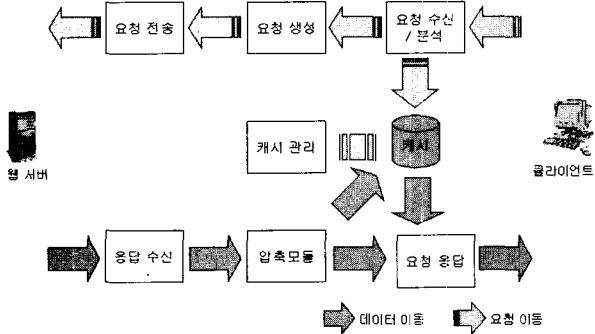 요청 전송
요청 생성
요청 수신
/ 분석
캐시 관리
캐시
웹 서버
클라이언트
응답 수신
압축모듈
요청 응답
데이터 이동
요청 이동